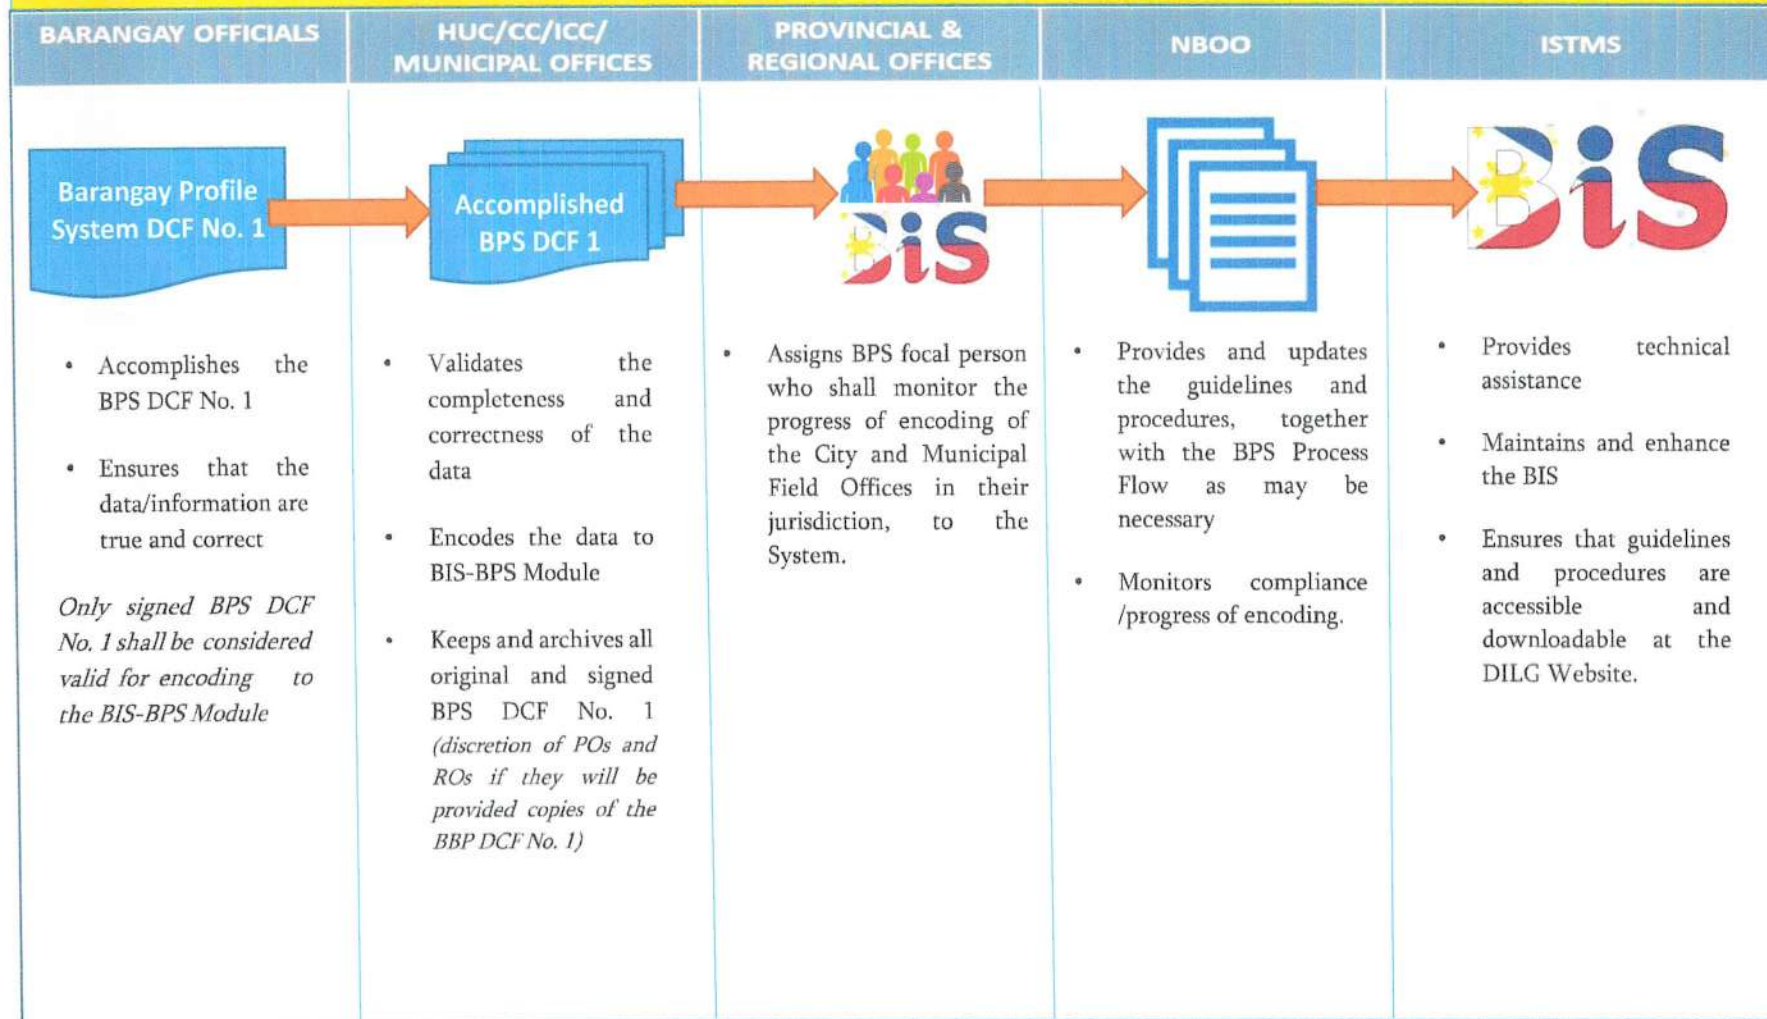 BARANGAY OFFICIALS
HUC/CC/ICC/
MUNICIPAL OFFICES
PROVINCIAL &
REGIONAL OFFICES
NBOO
ISTMS
Barangay Profile
System DCF No. 1
Accomplished
BPS DCF 1
BiS
BiS
• Accomplishes the
BPS DCF No. 1
• Ensures that the
data/information are
true and correct
Only signed BPS DCF
No. 1 shall be considered
valid for encoding to
the BIS-BPS Module
• Validates the
completeness and
correctness of the
data
• Encodes the data to
BIS-BPS Module
• Keeps and archives all
original and signed
BPS DCF No. 1
(discretion of POs and
ROs if they will be
provided copies of the
BBP DCF No. 1)
• Assigns BPS focal person
who shall monitor the
progress of encoding of
the City and Municipal
Field Offices in their
jurisdiction, to the
System.
• Provides and updates
the guidelines and
procedures, together
with the BPS Process
Flow as may be
necessary
• Monitors compliance
/progress of encoding.
• Provides technical
assistance
• Maintains and enhance
the BIS
• Ensures that guidelines
and procedures are
accessible and
downloadable at the
DILG Website.